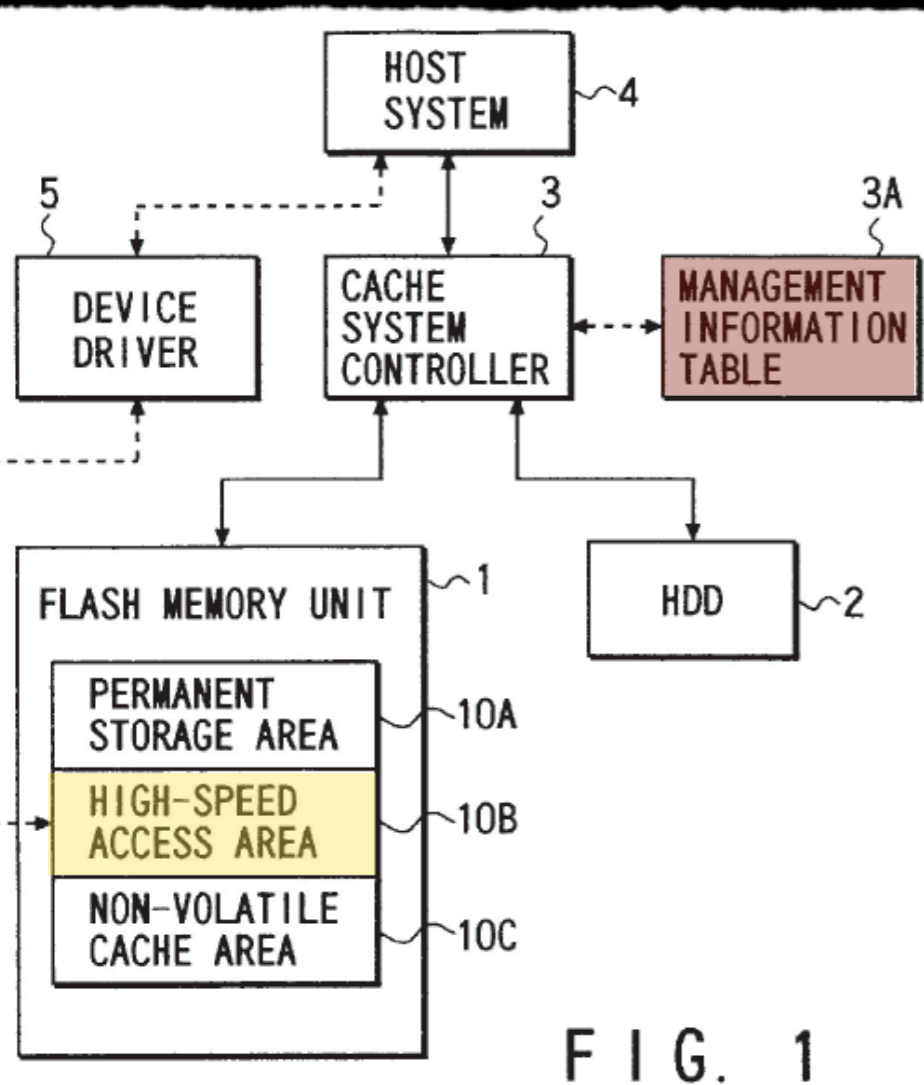 HOST
SYSTEM
4
5
3
3A
DEVICE
DRIVER
CACHE
SYSTEM
CONTROLLER
MANAGEMENT
INFORMATION
TABLE
FLASH MEMORY UNIT
1
HDD
2
PERMANENT
STORAGE AREA
10A
HIGH-SPEED
ACCESS AREA
10B
NON-VOLATILE
CACHE AREA
10C
FIG. 1